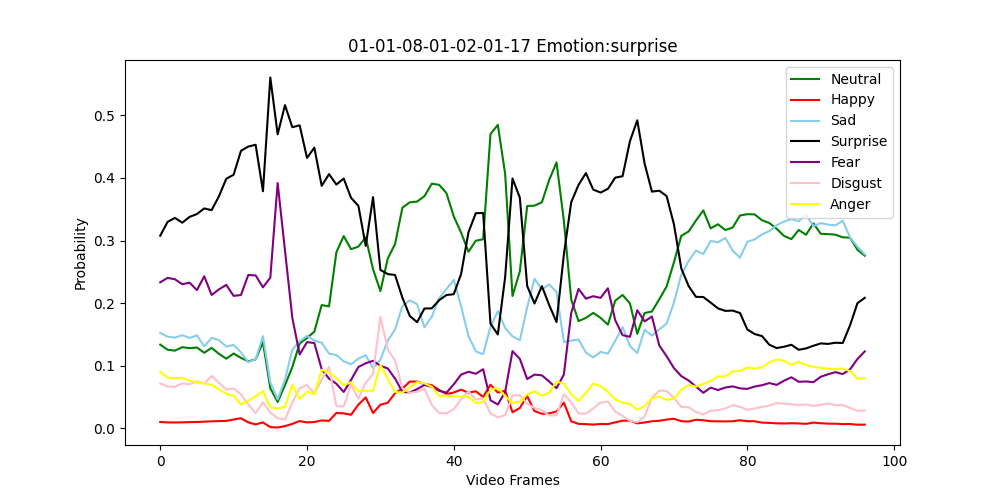 01-01-08-01-02-01-17 Emotion:surprise
Probability
0.5
0.4
0.3
0.2
0.1
0.0
0 20 40 60 80 100
Video Frames
Neutral
Happy
Sad
Surprise
Fear
Disgust
Anger